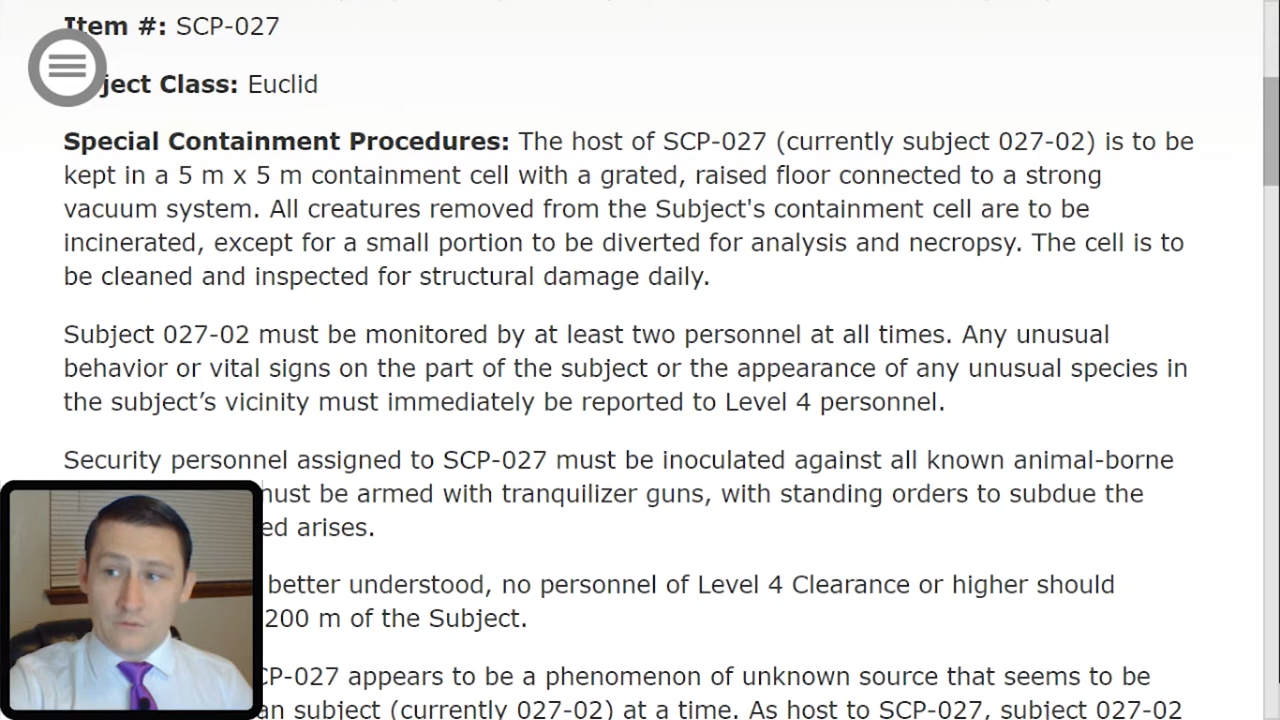 Item #: SCP-027
ject Class: Euclid
Special Containment Procedures: The host of SCP-027 (currently subject 027-02) is to be
kept in a 5 m x 5 m containment cell with a grated, raised floor connected to a strong
vacuum system. All creatures removed from the Subject's containment cell are to be
incinerated, except for a small portion to be diverted for analysis and necropsy. The cell is to
be cleaned and inspected for structural damage daily.
Subject 027-02 must be monitored by at least two personnel at all times. Any unusual
behavior or vital signs on the part of the subject or the appearance of any unusual species in
the subject’s vicinity must immediately be reported to Level 4 personnel.
Security personnel assigned to SCP-027 must be inoculated against all known animal-borne
must be armed with tranquilizer guns, with standing orders to subdue the
ed arises.
better understood, no personnel of Level 4 Clearance or higher should
200 m of the Subject.
CP-027 appears to be a phenomenon of unknown source that seems to be
an subject (currently 027-02) at a time. As host to SCP-027, subject 027-02